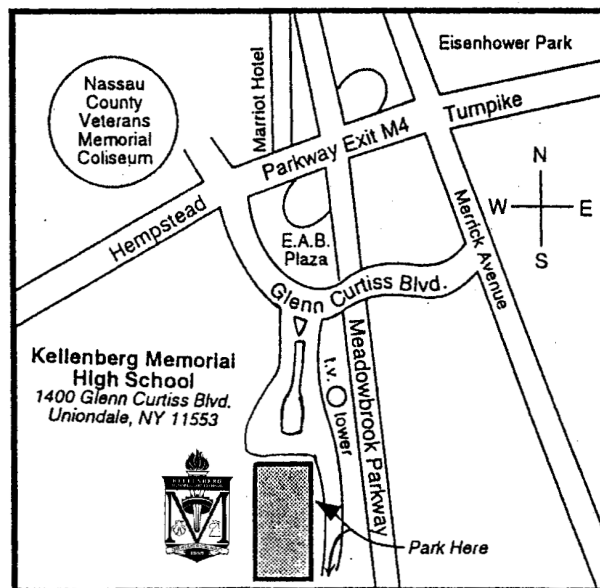 Eisenhower Park
Nassau
County
Veterans
Memorial
Coliseum
Marriot Hotel
Hempstead
Parkway Exit M4
Turnpike
N
W
E
S
E.A.B.
Plaza
Merrick Avenue
Glenn Curtiss Blvd.
Kellenberg Memorial
High School
1400 Glenn Curtiss Blvd.
Uniondale, NY 11553
t.v.
tower
Meadowbrook Parkway
KELLENBERG
Park Here